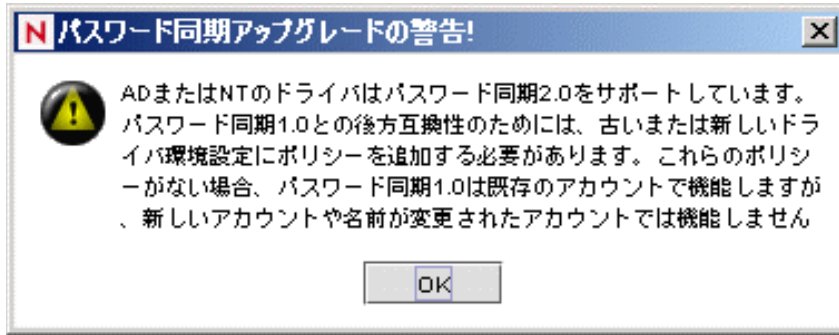 N パスワード同期アップグレードの警告!
ADまたはNTのドライバはパスワード同期2.0をサポートしています。
パスワード同期1.0との後方互換性のためには、古いまたは新しいドラ
イバ環境設定にポリシーを追加する必要があります。これらのポリシ
ーがない場合、パスワード同期1.0は既存のアカウントで機能しますが
、新しいアカウントや名前が変更されたアカウントでは機能しません
OK